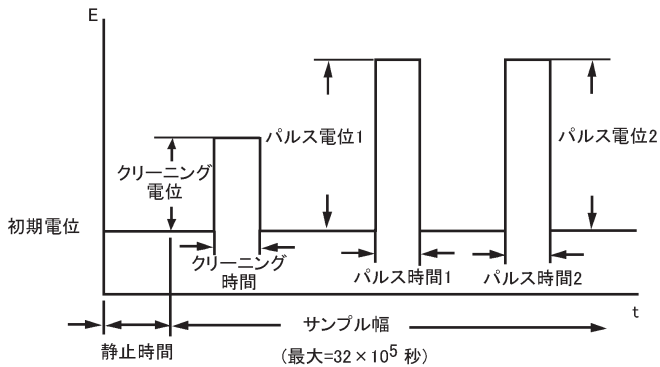 E
パルス電位1
パルス電位2
クリーニング
電位
初期電位
クリーニング
時間
パルス時間1
パルス時間2
t
静止時間
サンプル幅
(最大=32×10⁵ 秒)